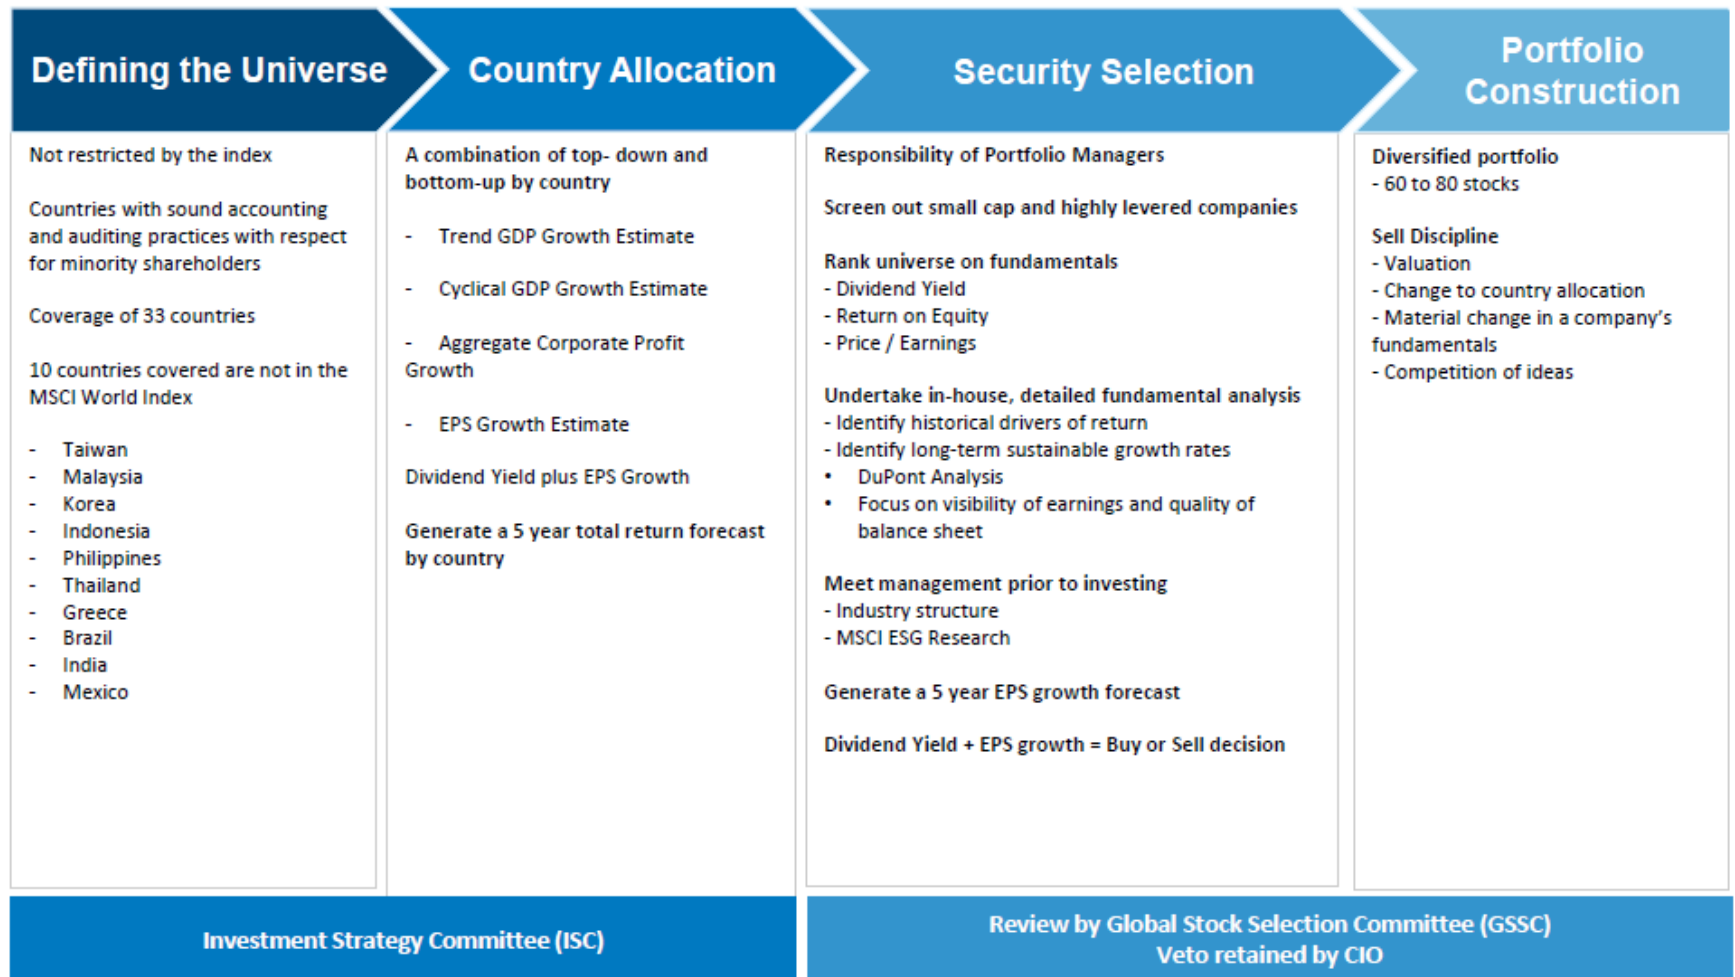 Defining the Universe
Country Allocation
Security Selection
Portfolio
Construction
Not restricted by the index
Countries with sound accounting
and auditing practices with respect
for minority shareholders
Coverage of 33 countries
10 countries covered are not in the
MSCI World Index
- Taiwan
- Malaysia
- Korea
- Indonesia
- Philippines
- Thailand
- Greece
- Brazil
- India
- Mexico
A combination of top- down and
bottom-up by country
- Trend GDP Growth Estimate
- Cyclical GDP Growth Estimate
- Aggregate Corporate Profit
Growth
- EPS Growth Estimate
Dividend Yield plus EPS Growth
Generate a 5 year total return forecast
by country
Responsibility of Portfolio Managers
Screen out small cap and highly levered companies
Rank universe on fundamentals
- Dividend Yield
- Return on Equity
- Price / Earnings
Undertake in-house, detailed fundamental analysis
- Identify historical drivers of return
- Identify long-term sustainable growth rates
• DuPont Analysis
• Focus on visibility of earnings and quality of
balance sheet
Meet management prior to investing
- Industry structure
- MSCI ESG Research
Generate a 5 year EPS growth forecast
Dividend Yield + EPS growth = Buy or Sell decision
Diversified portfolio
- 60 to 80 stocks
Sell Discipline
- Valuation
- Change to country allocation
- Material change in a company's
fundamentals
- Competition of ideas
Investment Strategy Committee (ISC)
Review by Global Stock Selection Committee (GSSC)
Veto retained by CIO